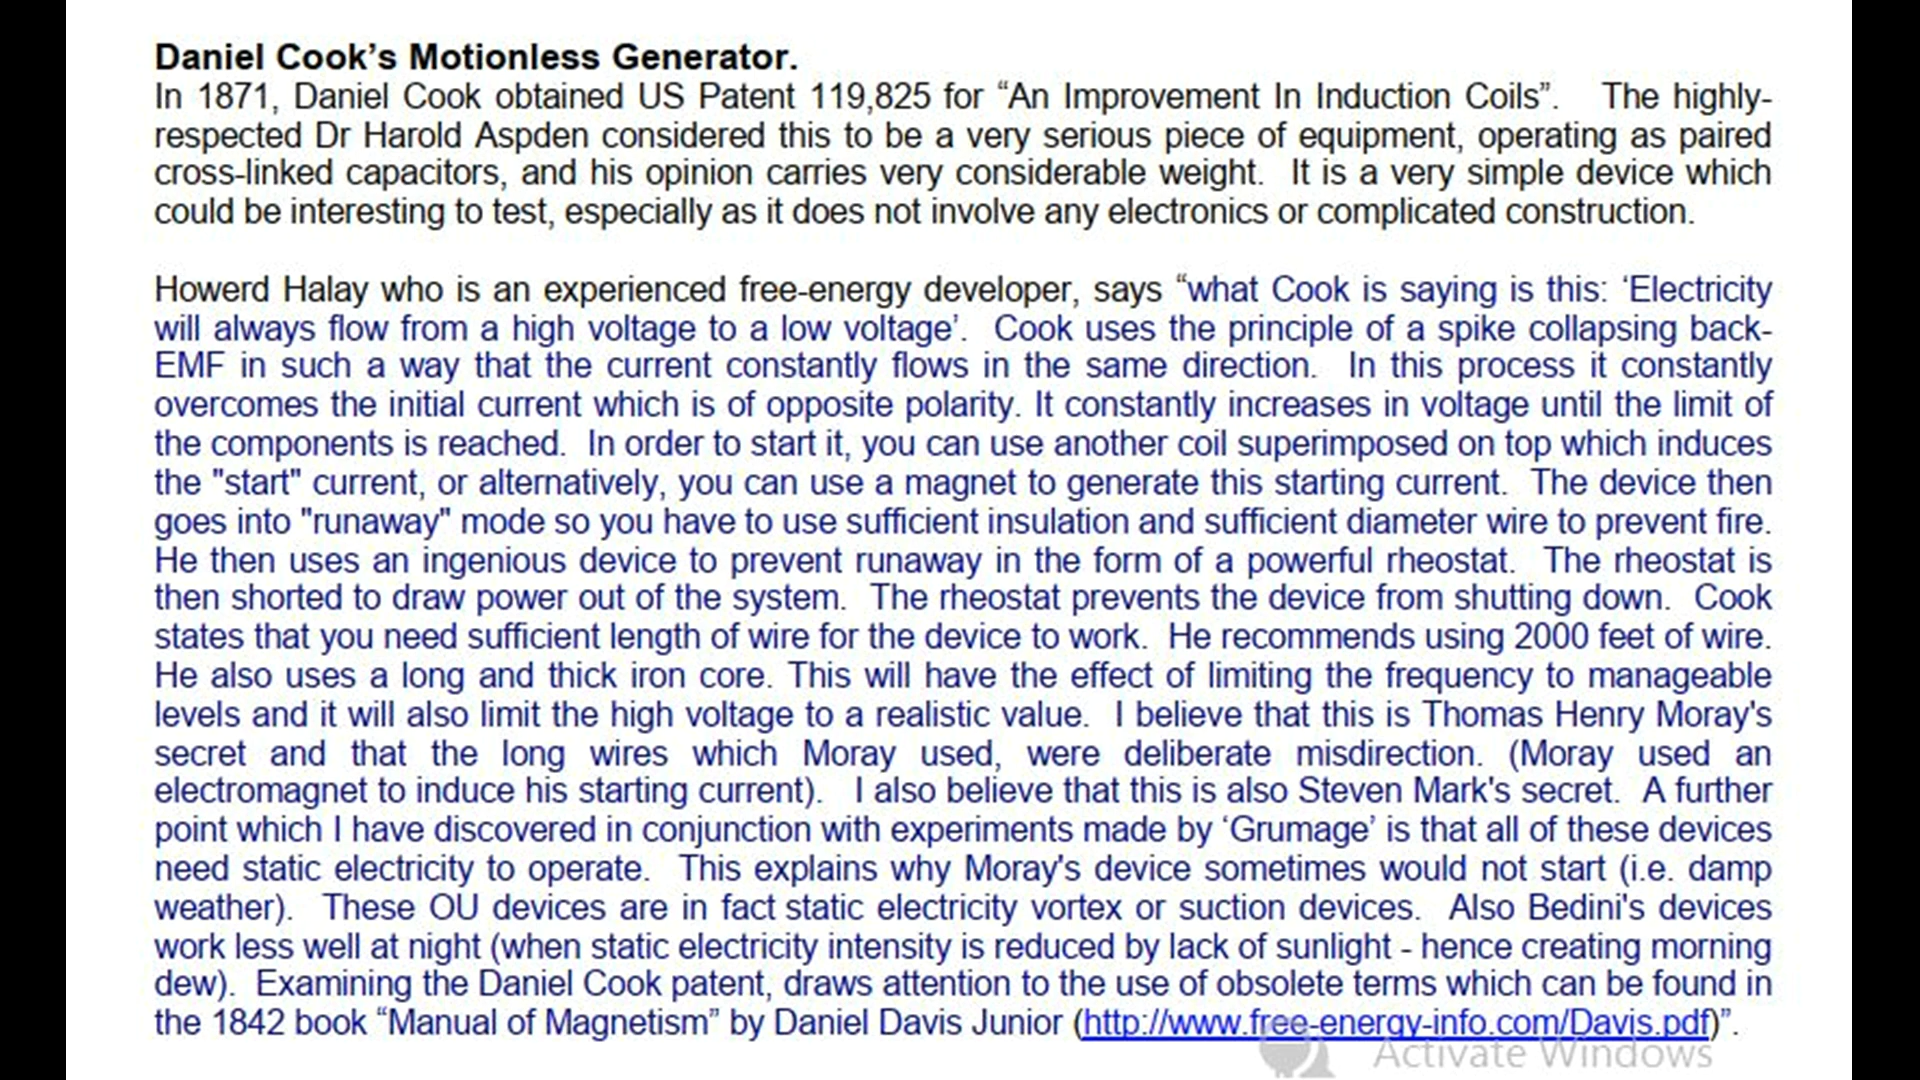 Daniel Cook’s Motionless Generator.
In 1871, Daniel Cook obtained US Patent 119,825 for “An Improvement In Induction Coils”. The highly-
respected Dr Harold Aspden considered this to be a very serious piece of equipment, operating as paired
cross-linked capacitors, and his opinion carries very considerable weight. It is a very simple device which
could be interesting to test, especially as it does not involve any electronics or complicated construction.
Howerd Halay who is an experienced free-energy developer, says “what Cook is saying is this: ‘Electricity
will always flow from a high voltage to a low voltage’. Cook uses the principle of a spike collapsing back-
EMF in such a way that the current constantly flows in the same direction. In this process it constantly
overcomes the initial current which is of opposite polarity. It constantly increases in voltage until the limit of
the components is reached. In order to start it, you can use another coil superimposed on top which induces
the "start" current, or alternatively, you can use a magnet to generate this starting current. The device then
goes into "runaway" mode so you have to use sufficient insulation and sufficient diameter wire to prevent fire.
He then uses an ingenious device to prevent runaway in the form of a powerful rheostat. The rheostat is
then shorted to draw power out of the system. The rheostat prevents the device from shutting down. Cook
states that you need sufficient length of wire for the device to work. He recommends using 2000 feet of wire.
He also uses a long and thick iron core. This will have the effect of limiting the frequency to manageable
levels and it will also limit the high voltage to a realistic value. I believe that this is Thomas Henry Moray's
secret and that the long wires which Moray used, were deliberate misdirection. (Moray used an
electromagnet to induce his starting current). I also believe that this is also Steven Mark's secret. A further
point which I have discovered in conjunction with experiments made by ‘Grumage’ is that all of these devices
need static electricity to operate. This explains why Moray's device sometimes would not start (i.e. damp
weather). These OU devices are in fact static electricity vortex or suction devices. Also Bedini's devices
work less well at night (when static electricity intensity is reduced by lack of sunlight - hence creating morning
dew). Examining the Daniel Cook patent, draws attention to the use of obsolete terms which can be found in
the 1842 book “Manual of Magnetism” by Daniel Davis Junior (http://www.free-energy-info.com/Davis.pdf)”.
Activate Windows